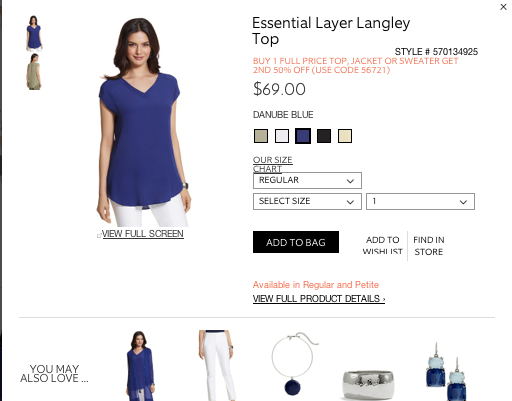 Essential Layer Langley
Top
STYLE # 570134925
BUY 1 FULL PRICE TOP, JACKET OR SWEATER GET
2ND 50% OFF (USE CODE 56721)
$69.00
DANUBE BLUE
OUR SIZE
CHART
REGULAR
SELECT SIZE
1
ADD TO BAG
ADD TO
WISHLIST
FIND IN
STORE
VIEW FULL SCREEN
Available in Regular and Petite
VIEW FULL PRODUCT DETAILS ›
YOU MAY
ALSO LOVE ...